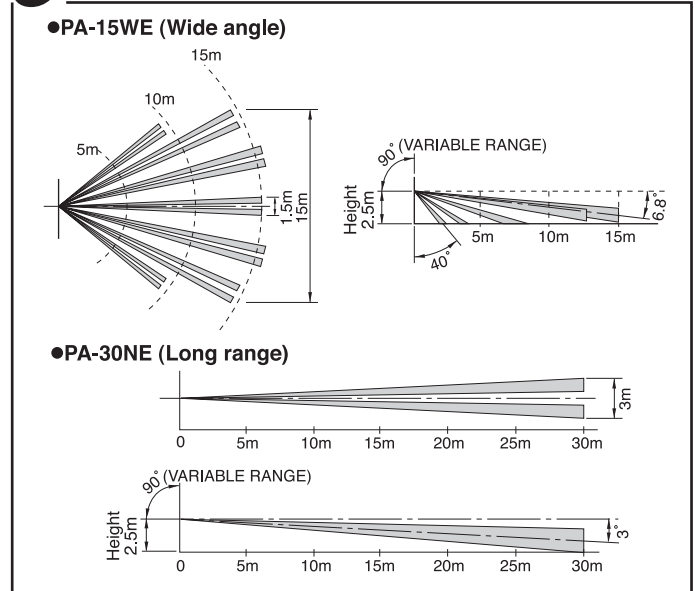 ●PA-15WE (Wide angle)
15m
10m
5m
1.5m
15m
90° (VARIABLE RANGE)
Height
2.5m
40°
5m
10m
15m
6.8°
●PA-30NE (Long range)
3m
0
5m
10m
15m
20m
25m
30m
90° (VARIABLE RANGE)
Height
2.5m
3°
0
5m
10m
15m
20m
25m
30m